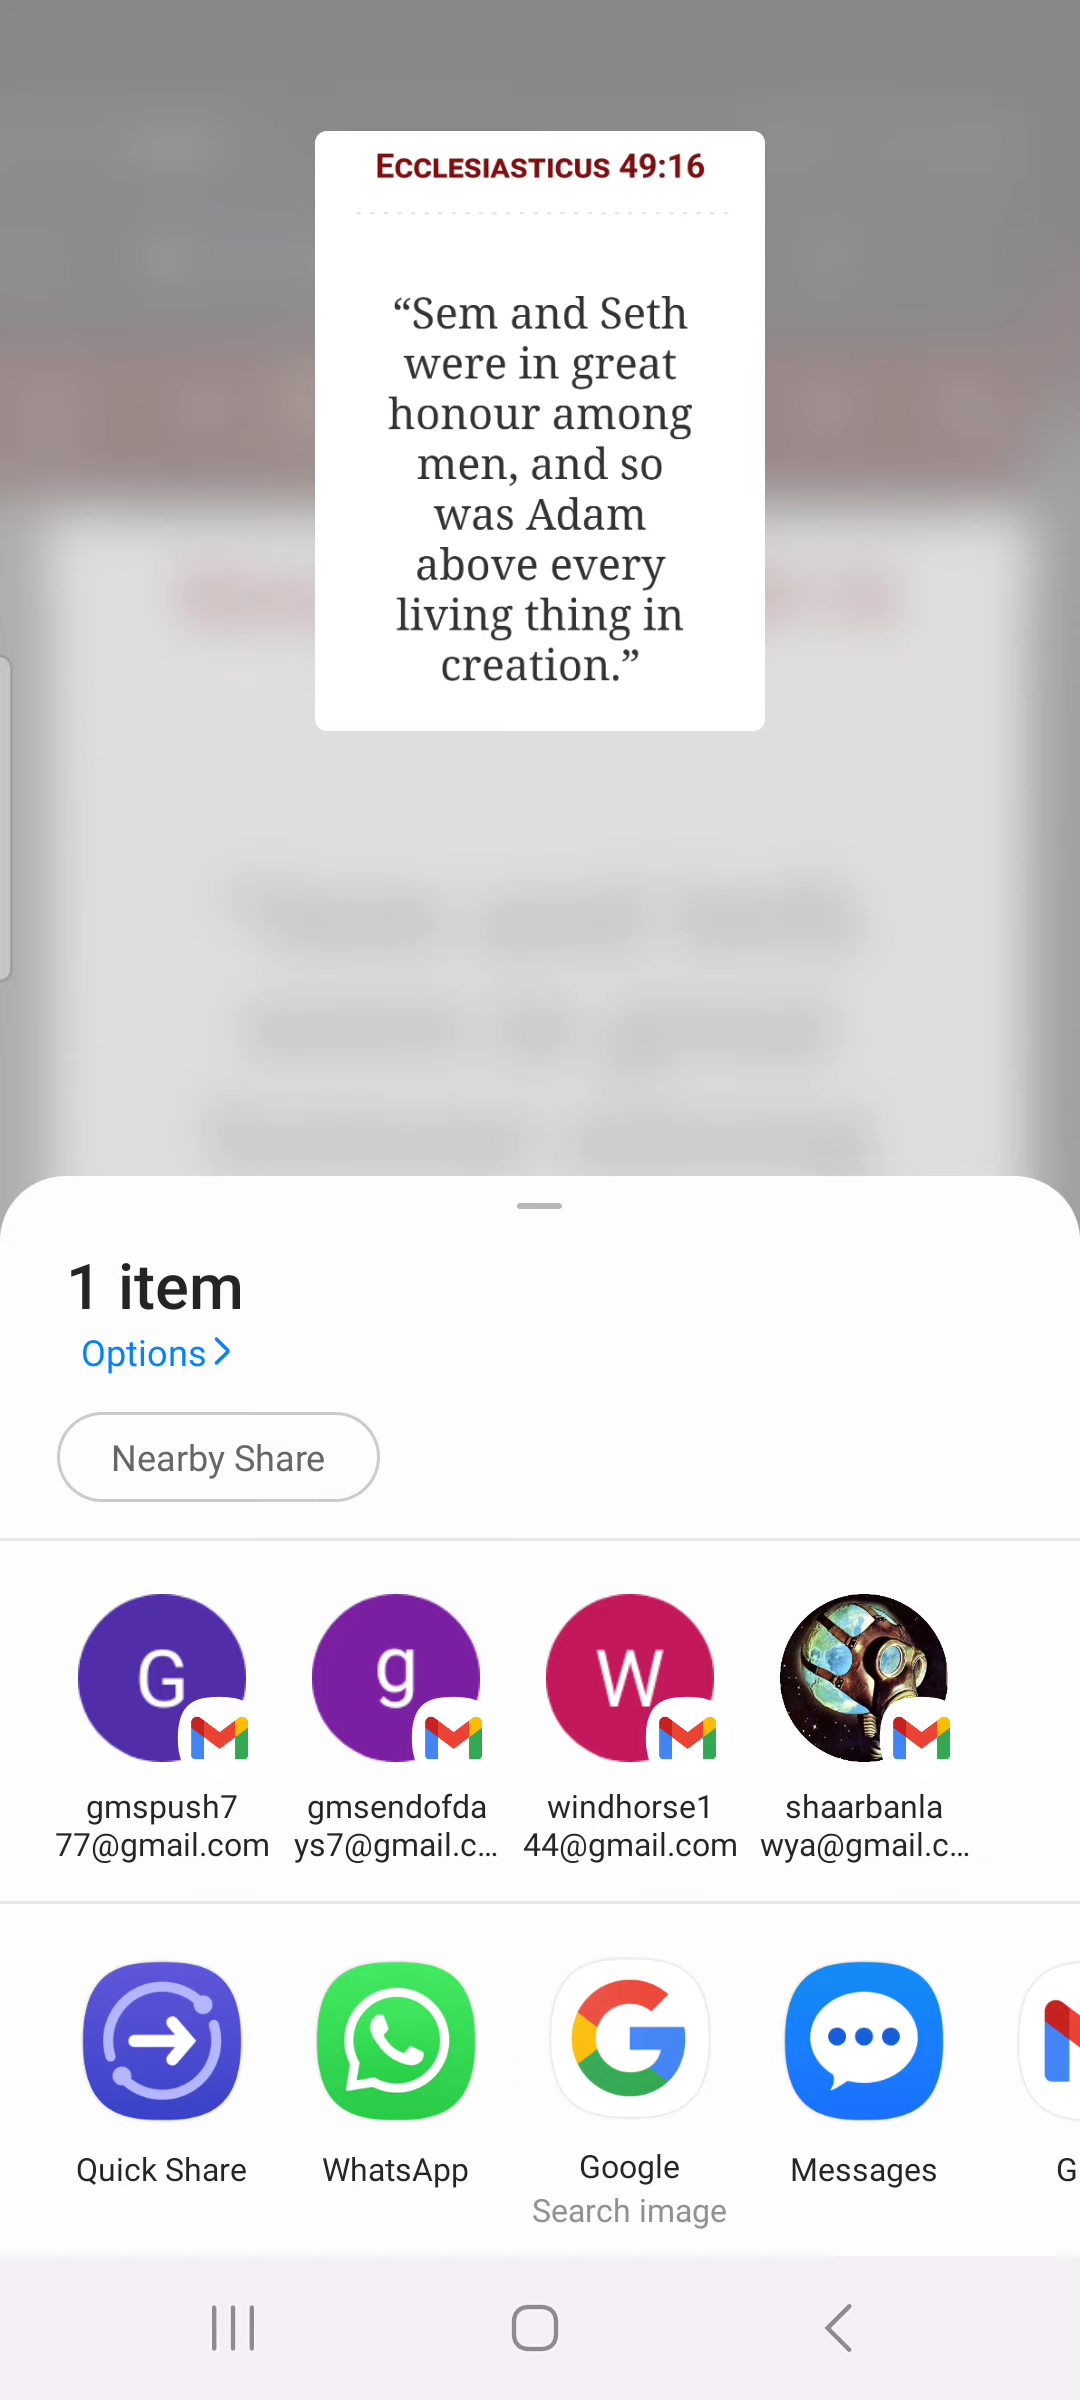 ECCLESIASTICUS 49:16
“Sem and Seth
were in great
honour among
men, and so
was Adam
above every
living thing in
creation.”
1 item
Options >
Nearby Share
G g W
gmspush7 gmsendofda windhorse1 shaarbanla
77@gmail.com ys7@gmail.c... 44@gmail.com wya@gmail.c...
Quick Share WhatsApp Google Messages G
Search image